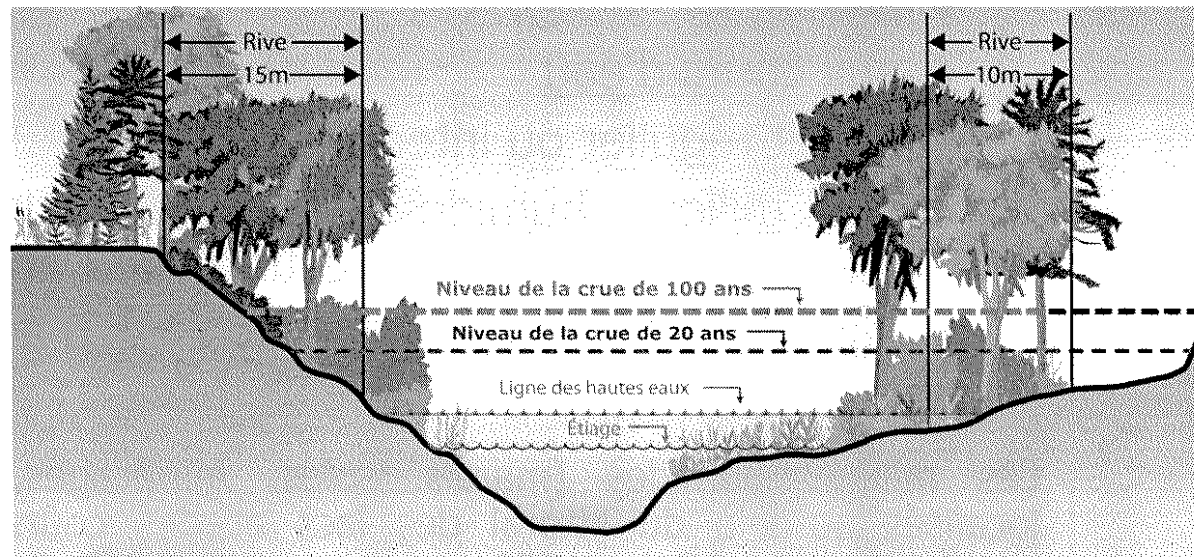 Rive
15m
Rive
10m
Niveau de la crue de 100 ans
Niveau de la crue de 20 ans
Ligne des hautes eaux
Étiage